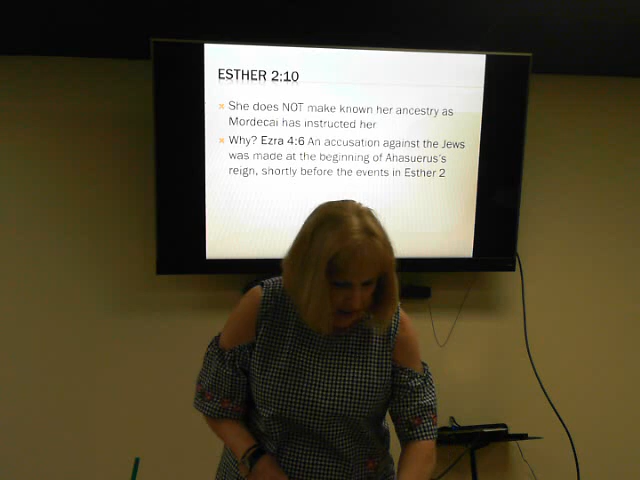 ESTHER 2:10
× She does NOT make known her ancestry as
Mordecai has instructed her
× Why? Ezra 4:6 An accusation against the Jews
was made at the beginning of Ahasuerus's
reign, shortly before the events in Esther 2